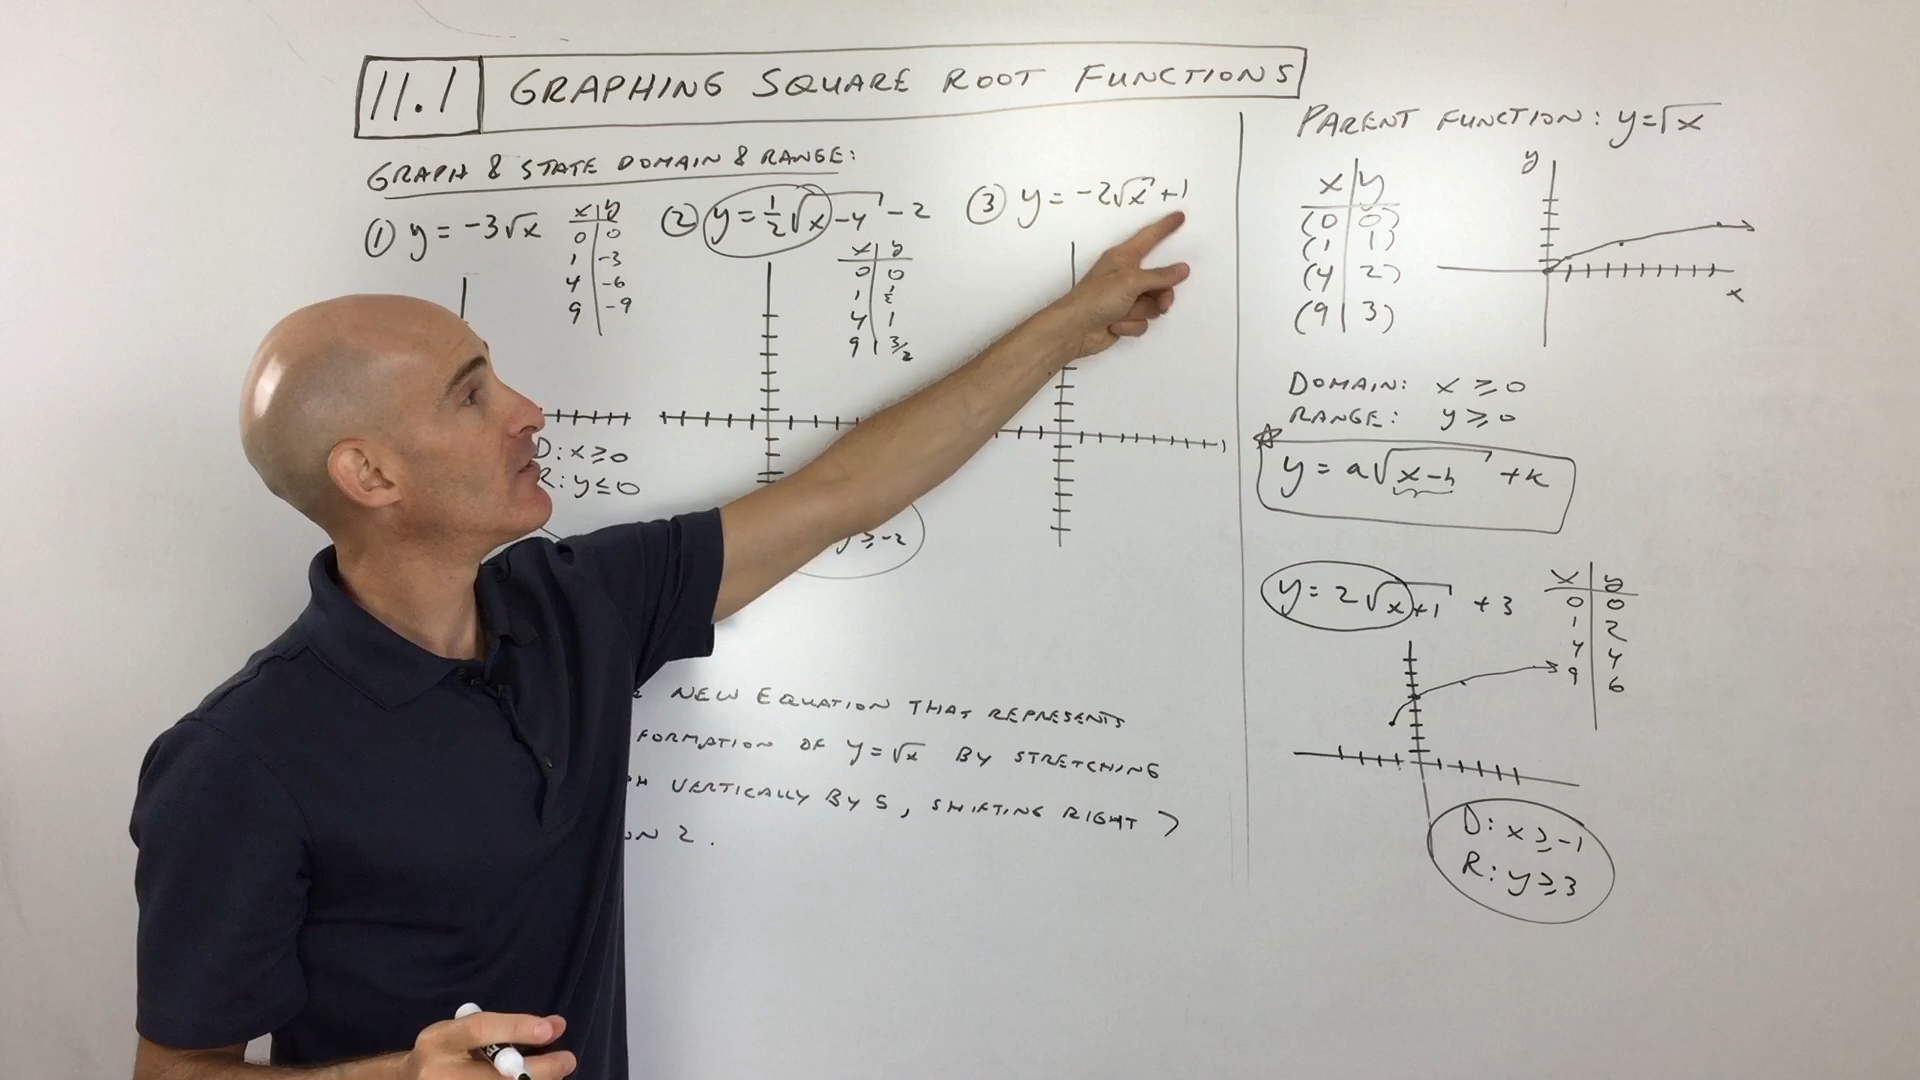 11.1 GRAPHING SQUARE ROOT FUNCTIONS
GRAPH & STATE DOMAIN & RANGE:
① y = -3√x
x y
0 0
1 -3
4 -6
9 -9
D: x ≥ 0
R: y ≤ 0
② y = 1/2 √x-4 - 2
x y
0 0
1 1/2
4 1
9 3/2
y ≥ -2
③ y = -2√x + 1
NEW EQUATION THAT REPRESENTS
FORMATION OF y = √x BY STRETCHING
VERTICALLY BY 5, SHIFTING RIGHT 7
2.
PARENT FUNCTION: y = √x
x y
(0 0)
(1 1)
(4 2)
(9 3)
y
x
DOMAIN: x ≥ 0
RANGE: y ≥ 0
y = a√x-h + k
y = 2√x+1 + 3
x y
0 0
1 2
4 4
9 6
D: x ≥ -1
R: y ≥ 3